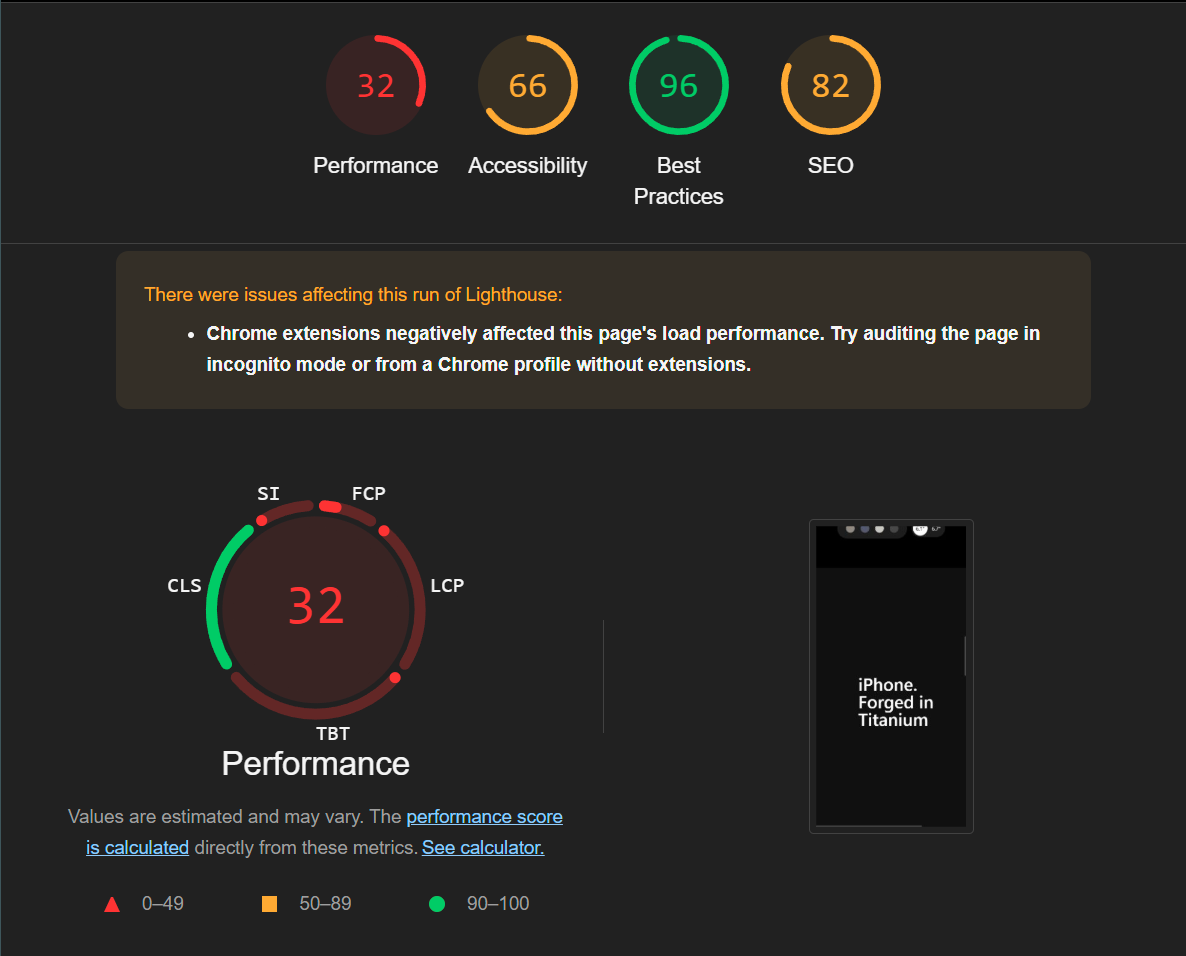 32
66
96
82
Performance
Accessibility
Best
Practices
SEO
There were issues affecting this run of Lighthouse:
Chrome extensions negatively affected this page's load performance. Try auditing the page in
incognito mode or from a Chrome profile without extensions.
SI
FCP
CLS
LCP
32
TBT
Performance
Values are estimated and may vary. The performance score
is calculated directly from these metrics. See calculator.
0–49
50–89
90–100
iPhone.
Forged in
Titanium